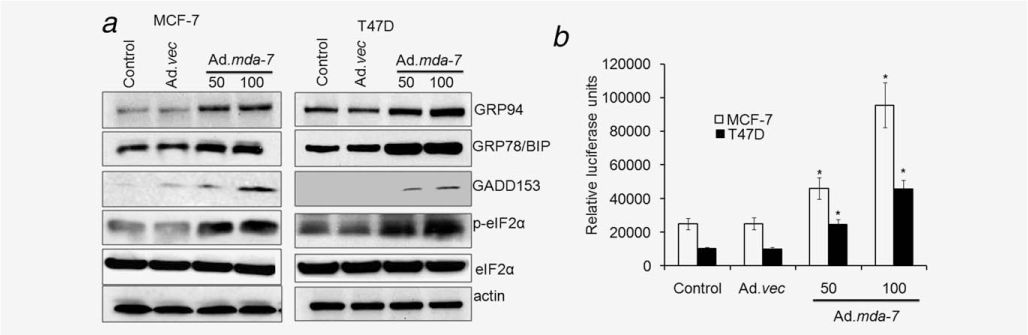 a
MCF-7
T47D
Control
Ad.vec
Ad.mda-7
50
100
Control
Ad.vec
Ad.mda-7
50
100
GRP94
GRP78/BIP
GADD153
p-eIF2α
eIF2α
actin
b
Relative luciferase units
120000
100000
80000
60000
40000
20000
0
MCF-7
T47D
*
*
*
*
Control
Ad.vec
50
100
Ad.mda-7